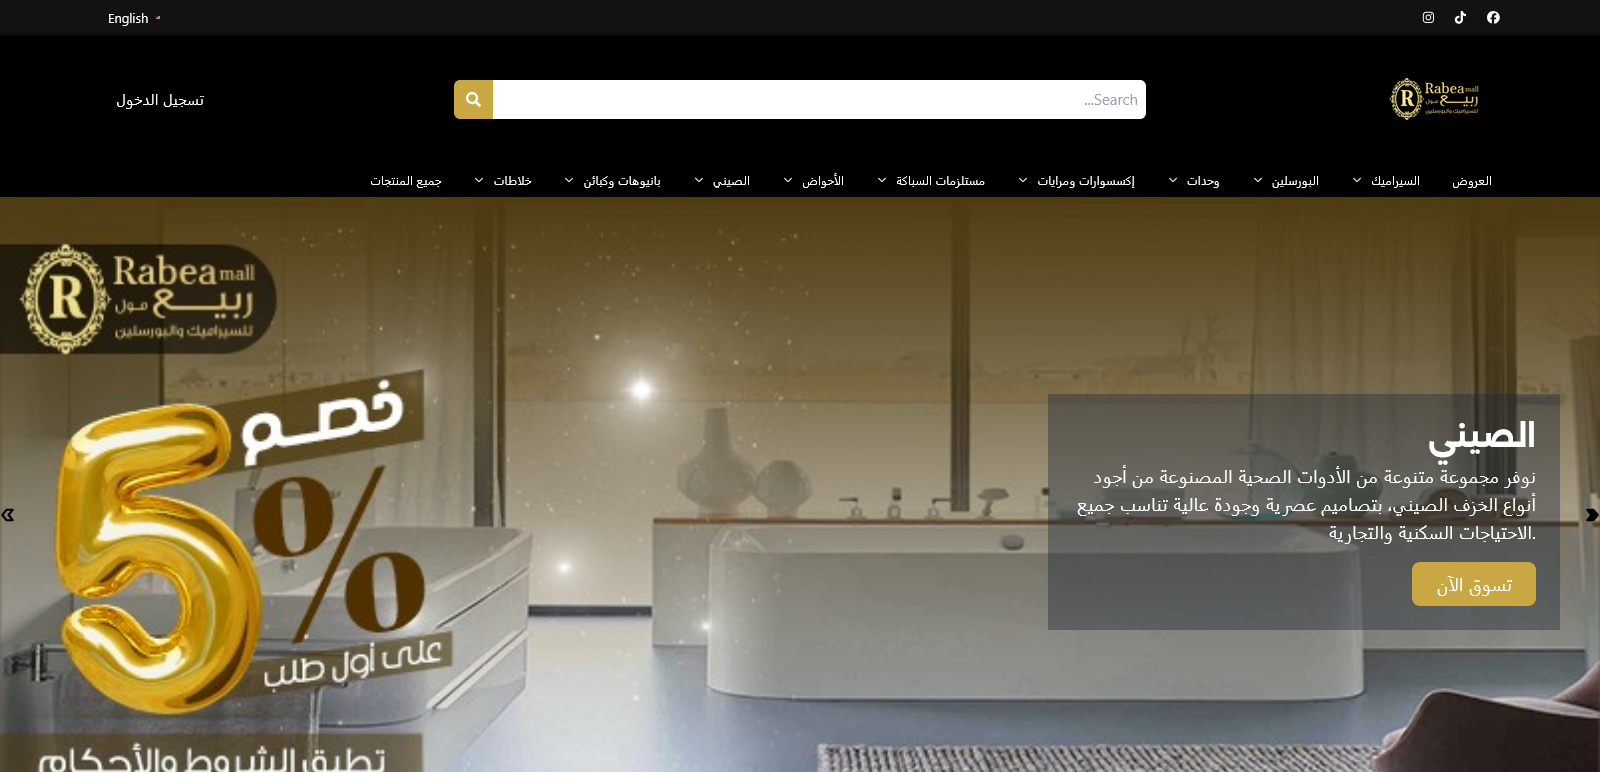 English
تسجيل الدخول
Search...
Rabea mall
ربيع مول
للسيراميك والبورسلين
العروض
السيراميك
البورسلين
وحدات
إكسسوارات ومرايات
مستلزمات السباكة
الأحواض
الصيني
بانيوهات وكبائن
خلاطات
جميع المنتجات
R
Rabea mall
ربيع مول
للسيراميك والبورسلين
خصم
5%
على أول طلب
تطبق الشروط والأحكام
الصيني
نوفر مجموعة متنوعة من الأدوات الصحية المصنوعة من أجود
أنواع الخزف الصيني، بتصاميم عصرية وجودة عالية تناسب جميع
الاحتياجات السكنية والتجارية.
تسوق الآن